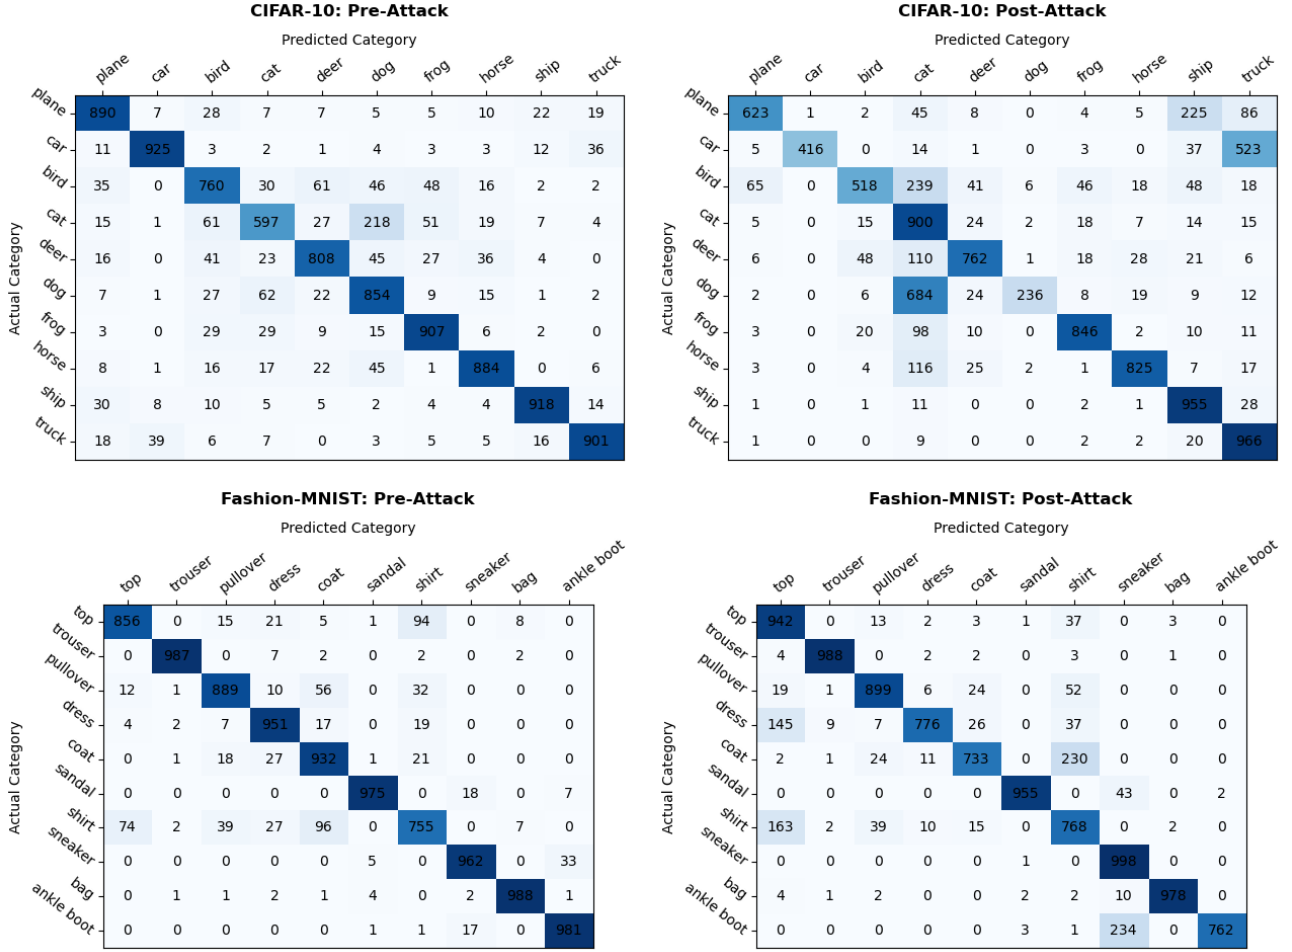 CIFAR-10: Pre-Attack
Predicted Category
plane car bird cat deer dog frog horse ship truck
Actual Category
plane 890 7 28 7 7 5 5 10 22 19
car 11 925 3 2 1 4 3 3 12 36
bird 35 0 760 30 61 46 48 16 2 2
cat 15 1 61 597 27 218 51 19 7 4
deer 16 0 41 23 808 45 27 36 4 0
dog 7 1 27 62 22 854 9 15 1 2
frog 3 0 29 29 9 15 907 6 2 0
horse 8 1 16 17 22 45 1 884 0 6
ship 30 8 10 5 5 2 4 4 918 14
truck 18 39 6 7 0 3 5 5 16 901
CIFAR-10: Post-Attack
Predicted Category
plane car bird cat deer dog frog horse ship truck
Actual Category
plane 623 1 2 45 8 0 4 5 225 86
car 5 416 0 14 1 0 3 0 37 523
bird 65 0 518 239 41 6 46 18 48 18
cat 5 0 15 900 24 2 18 7 14 15
deer 6 0 48 110 762 1 18 28 21 6
dog 2 0 6 684 24 236 8 19 9 12
frog 3 0 20 98 10 0 846 2 10 11
horse 3 0 4 116 25 2 1 825 7 17
ship 1 0 1 11 0 0 2 1 955 28
truck 1 0 0 9 0 0 2 2 20 966
Fashion-MNIST: Pre-Attack
Predicted Category
top trouser pullover dress coat sandal shirt sneaker bag ankle boot
Actual Category
top 856 0 15 21 5 1 94 0 8 0
trouser 0 987 0 7 2 0 2 0 2 0
pullover 12 1 889 10 56 0 32 0 0 0
dress 4 2 7 951 17 0 19 0 0 0
coat 0 1 18 27 932 1 21 0 0 0
sandal 0 0 0 0 0 975 0 18 0 7
shirt 74 2 39 27 96 0 755 0 7 0
sneaker 0 0 0 0 0 5 0 962 0 33
bag 0 1 1 2 1 4 0 2 988 1
ankle boot 0 0 0 0 0 1 1 17 0 981
Fashion-MNIST: Post-Attack
Predicted Category
top trouser pullover dress coat sandal shirt sneaker bag ankle boot
Actual Category
top 942 0 13 2 3 1 37 0 3 0
trouser 4 988 0 2 2 0 3 0 1 0
pullover 19 1 899 6 24 0 52 0 0 0
dress 145 9 7 776 26 0 37 0 0 0
coat 2 1 24 11 733 0 230 0 0 0
sandal 0 0 0 0 0 955 0 43 0 2
shirt 163 2 39 10 15 0 768 0 2 0
sneaker 0 0 0 0 0 1 0 998 0 0
bag 4 1 2 0 0 2 2 10 978 0
ankle boot 0 0 0 0 0 3 1 234 0 762